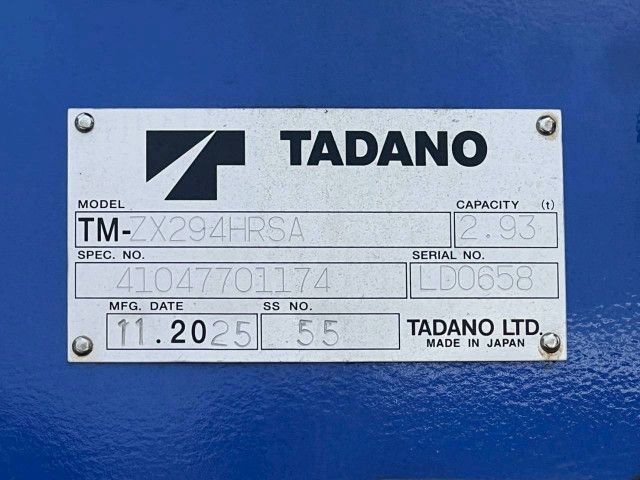 TADANO
MODEL CAPACITY (t)
TM-ZX294HRSA 2.93
SPEC. NO. SERIAL NO.
41047701174 LD0658
MFG. DATE SS NO.
11.2025 55 TADANO LTD.
MADE IN JAPAN